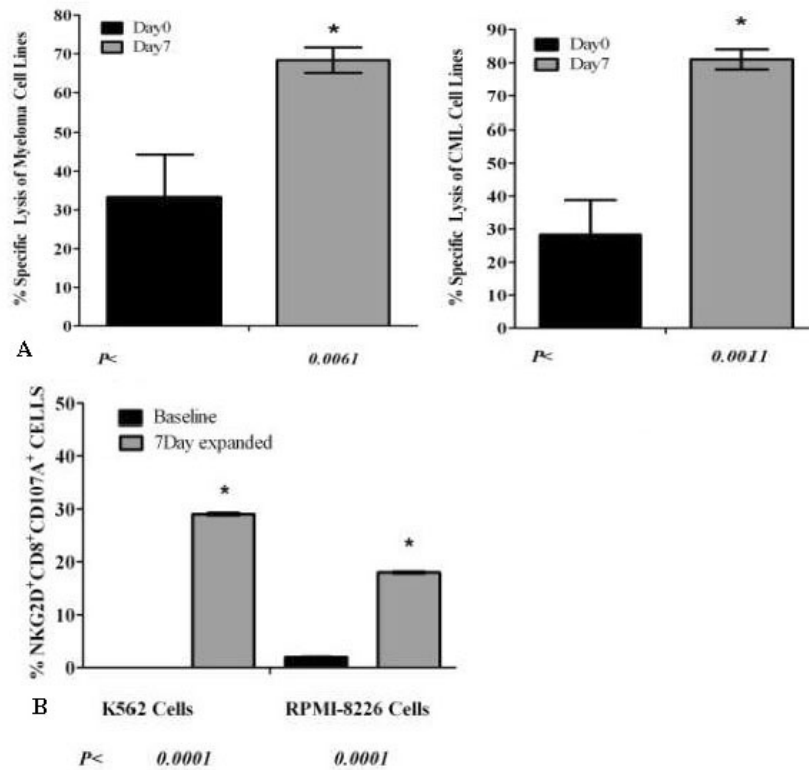 Day0
Day7
*
% Specific Lysis of Myeloma Cell Lines
80
70
60
50
40
30
20
10
0
A
P< 0.0061
Day0
Day7
*
% Specific Lysis of CML Cell Lines
90
80
70
60
50
40
30
20
10
0
P< 0.0011
Baseline
7Day expanded
% NKG2D+CD8+CD107A+ CELLS
50
40
30
20
10
0
*
*
B
K562 Cells RPMI-8226 Cells
P< 0.0001 0.0001